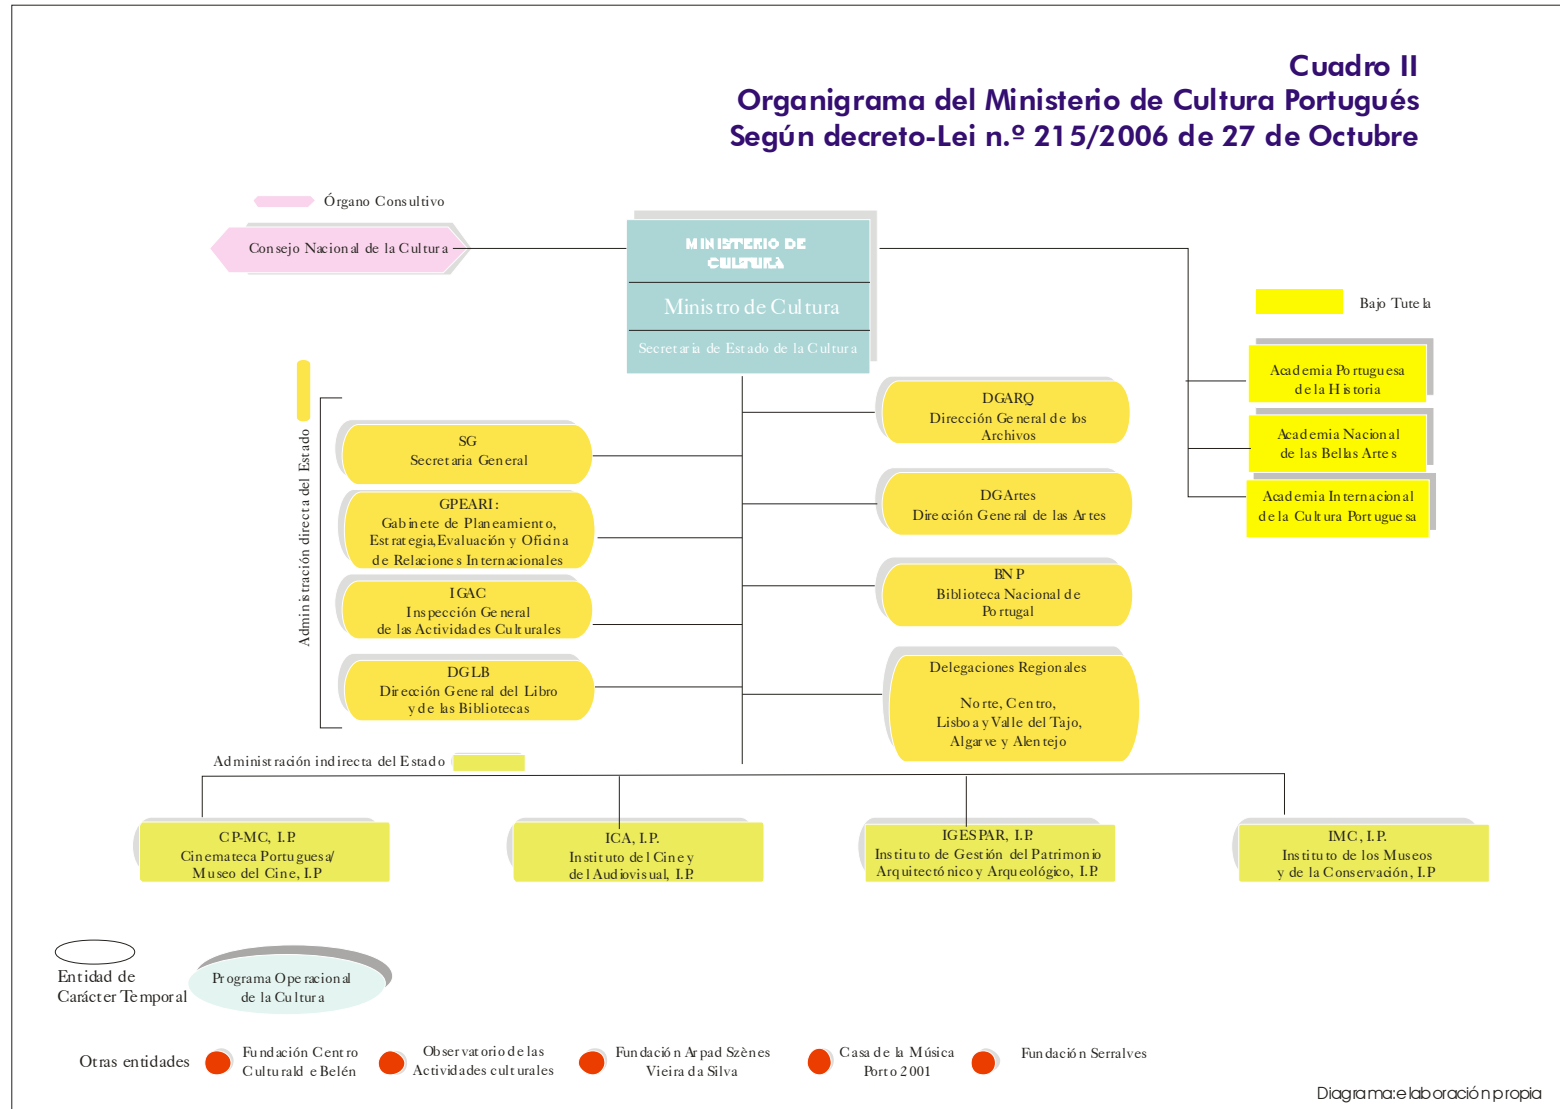 Cuadro II
Organigrama del Ministerio de Cultura Portugués
Según decreto-Lei n.º 215/2006 de 27 de Octubre
Órgano Consultivo
Consejo Nacional de la Cultura
MINISTERIO DE
CULTURA
Ministro de Cultura
Secretaria de Estado de la Cultura
Bajo Tutela
Academia Portuguesa
de la Historia
Academia Nacional
de las Bellas Artes
Academia Internacional
de la Cultura Portuguesa
Administración directa del Estado
SG
Secretaria General
GPEARI:
Gabinete de Planeamiento,
Estrategia,Evaluación y Oficina
de Relaciones Internacionales
IGAC
Inspección General
de las Actividades Culturales
DGLB
Dirección General del Libro
y de las Bibliotecas
DGARQ
Dirección General de los
Archivos
DGArtes
Dirección General de las Artes
BNP
Biblioteca Nacional de
Portugal
Delegaciones Regionales
Norte, Centro,
Lisboa y Valle del Tajo,
Algarve y Alentejo
Administración indirecta del Estado
CP-MC, I.P.
Cinemateca Portuguesa/
Museo del Cine, I.P
ICA, I.P.
Instituto del Cine y
del Audiovisual, I.P.
IGESPAR, I.P.
Instituto de Gestión del Patrimonio
Arquitectónico y Arqueológico, I.P.
IMC, I.P.
Instituto de los Museos
y de la Conservación, I.P
Entidad de
Carácter Temporal
Programa Operacional
de la Cultura
Otras entidades
Fundación Centro
Culturald e Belén
Observatorio de las
Actividades culturales
Fundación Arpad Szènes
Vieira da Silva
Casa de la Música
Porto 2001
Fundación Serralves
Diagrama:elaboración propia